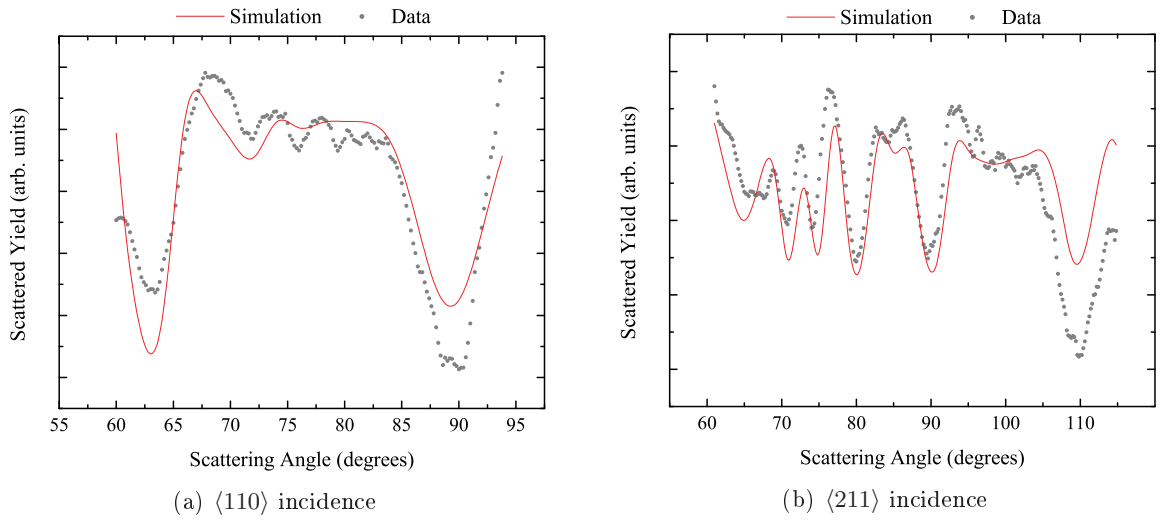 Simulation Data
Scattered Yield (arb. units)
55 60 65 70 75 80 85 90 95
Scattering Angle (degrees)
(a) ⟨110⟩ incidence
Simulation Data
Scattered Yield (arb. units)
60 70 80 90 100 110
Scattering Angle (degrees)
(b) ⟨211⟩ incidence